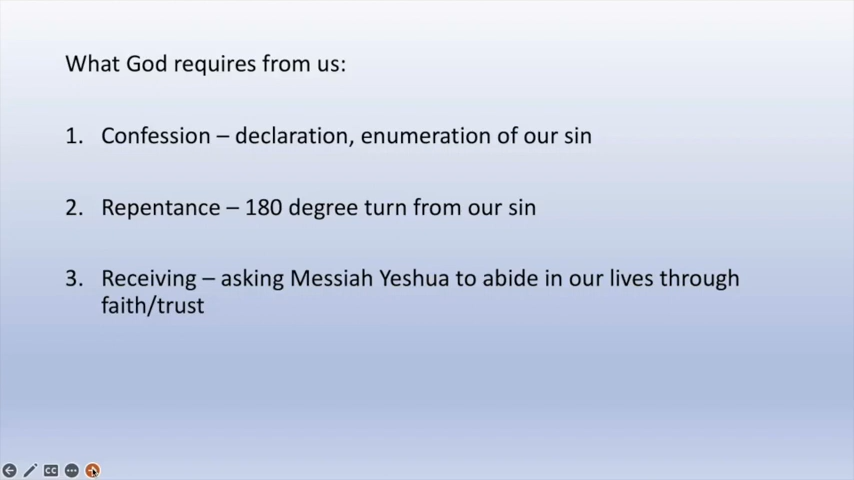 What God requires from us:
1. Confession – declaration, enumeration of our sin
2. Repentance – 180 degree turn from our sin
3. Receiving – asking Messiah Yeshua to abide in our lives through
faith/trust
CC